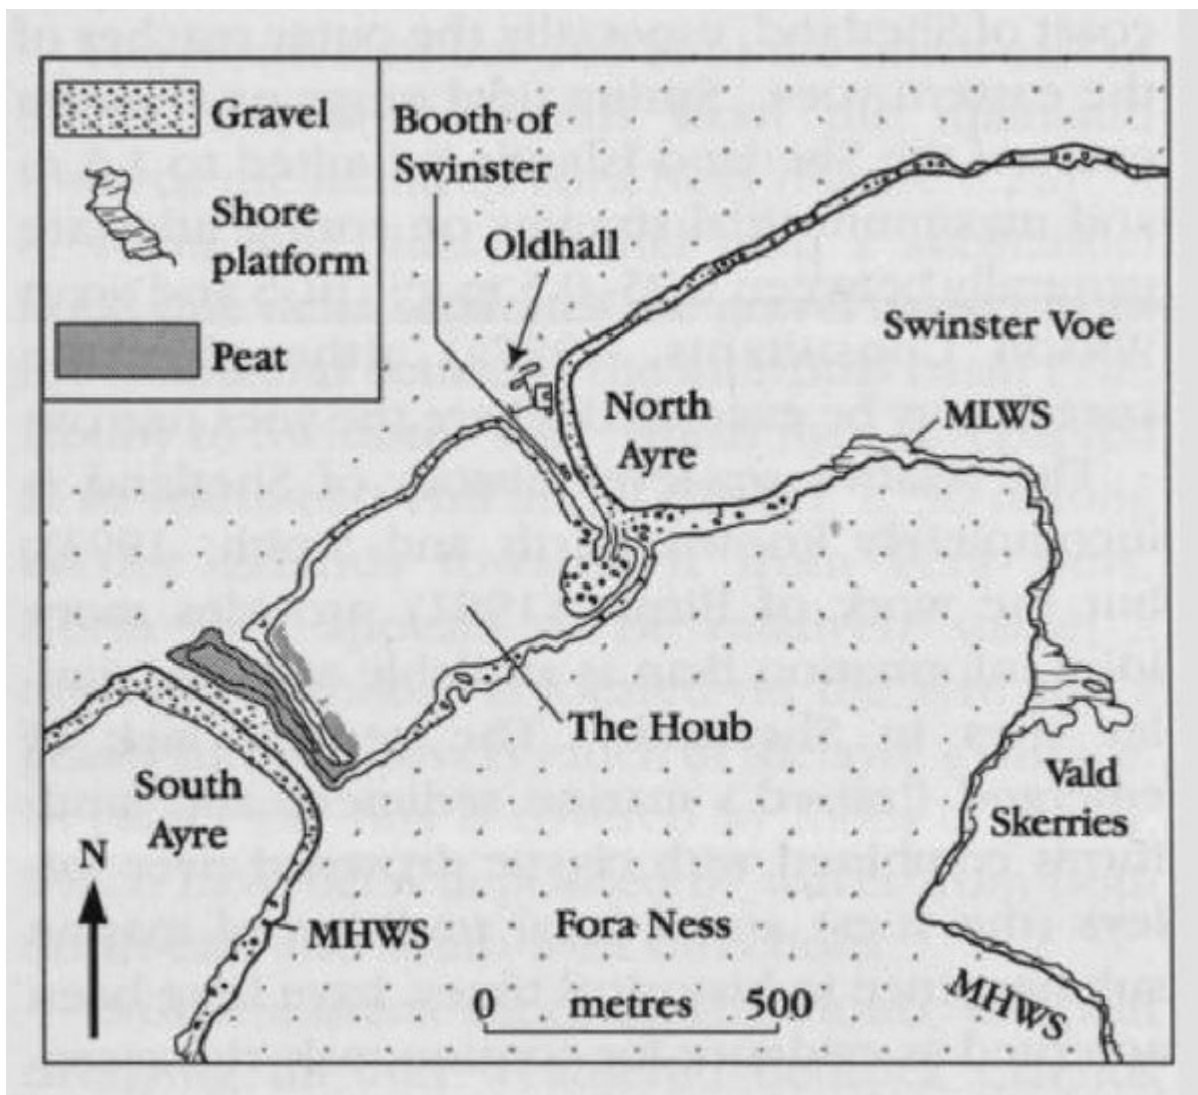 Gravel
Shore
platform
Peat
Booth of
Swinster
Oldhall
Swinster Voe
North
Ayre
MLWS
The Houb
South
Ayre
Vald
Skerries
N
MHWS
Fora Ness
0 metres 500
MHWS